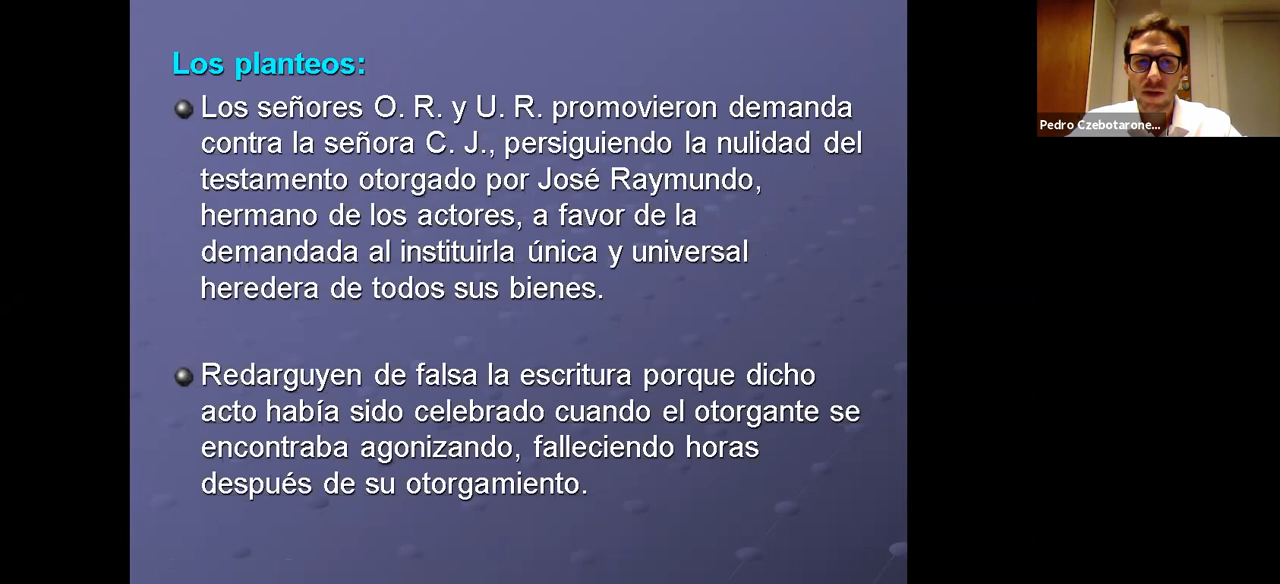 Los planteos:
Los señores O. R. y U. R. promovieron demanda
contra la señora C. J., persiguiendo la nulidad del
testamento otorgado por José Raymundo,
hermano de los actores, a favor de la
demandada al instituirla única y universal
heredera de todos sus bienes.
Redarguyen de falsa la escritura porque dicho
acto había sido celebrado cuando el otorgante se
encontraba agonizando, falleciendo horas
después de su otorgamiento.
Pedro Czebotarone...